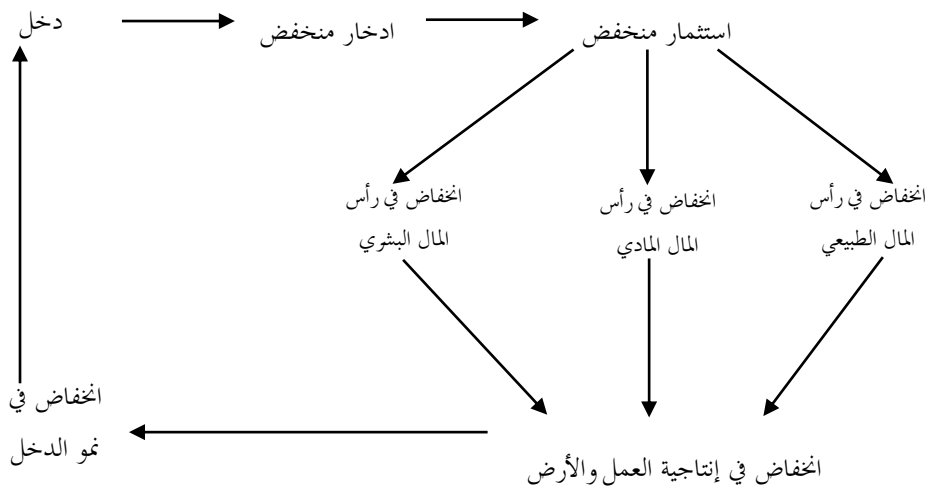 دخل
ادخار منخفض
استثمار منخفض
انخفاض في رأس
المال البشري
انخفاض في رأس
المال المادي
انخفاض في رأس
المال الطبيعي
انخفاض في إنتاجية العمل والأرض
انخفاض في
نمو الدخل